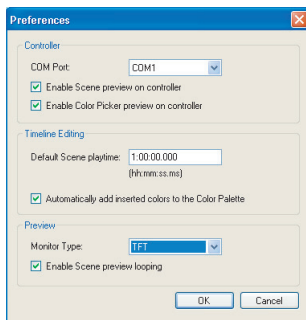 Preferences
Controller
COM Port: COM1
Enable Scene preview on controller
Enable Color Picker preview on controller
Timeline Editing
Default Scene playtime: 1:00:00.000
(hh:mm:ss.ms)
Automatically add inserted colors to the Color Palette
Preview
Monitor Type: TFT
Enable Scene preview looping
OK Cancel